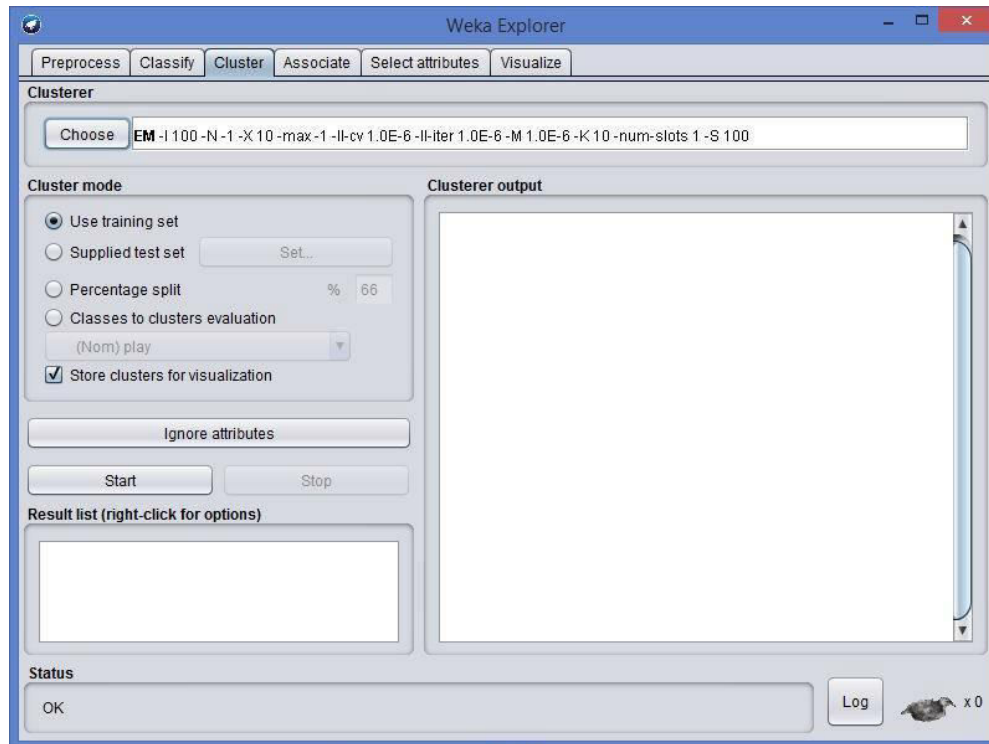 Weka Explorer
Preprocess Classify Cluster Associate Select attributes Visualize
Clusterer
Choose EM -I 100 -N -1 -X 10 -max -1 -ll-cv 1.0E-6 -ll-iter 1.0E-6 -M 1.0E-6 -K 10 -num-slots 1 -S 100
Cluster mode
Use training set
Supplied test set Set...
Percentage split % 66
Classes to clusters evaluation
(Nom) play
Store clusters for visualization
Ignore attributes
Start Stop
Result list (right-click for options)
Clusterer output
Status
OK
Log x 0